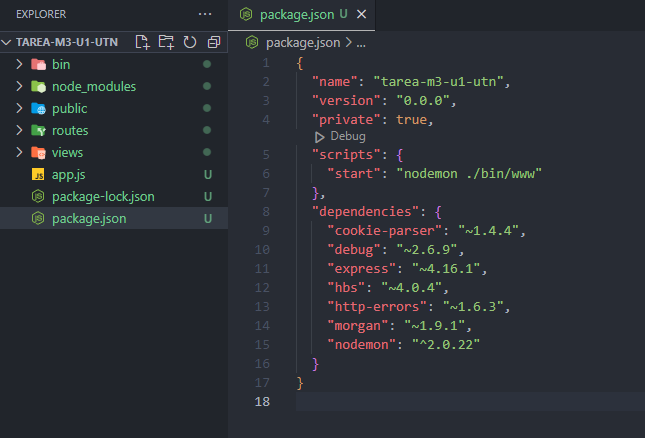 EXPLORER ...
TAREA-M3-U1-UTN
bin
node_modules
public
routes
views
JS app.js U
package-lock.json U
package.json U
package.json U ×
package.json > ...
1 {
2 "name": "tarea-m3-u1-utn",
3 "version": "0.0.0",
4 "private": true,
Debug
5 "scripts": {
6 "start": "nodemon ./bin/www"
7 },
8 "dependencies": {
9 "cookie-parser": "~1.4.4",
10 "debug": "~2.6.9",
11 "express": "~4.16.1",
12 "hbs": "~4.0.4",
13 "http-errors": "~1.6.3",
14 "morgan": "~1.9.1",
15 "nodemon": "^2.0.22"
16 }
17 }
18